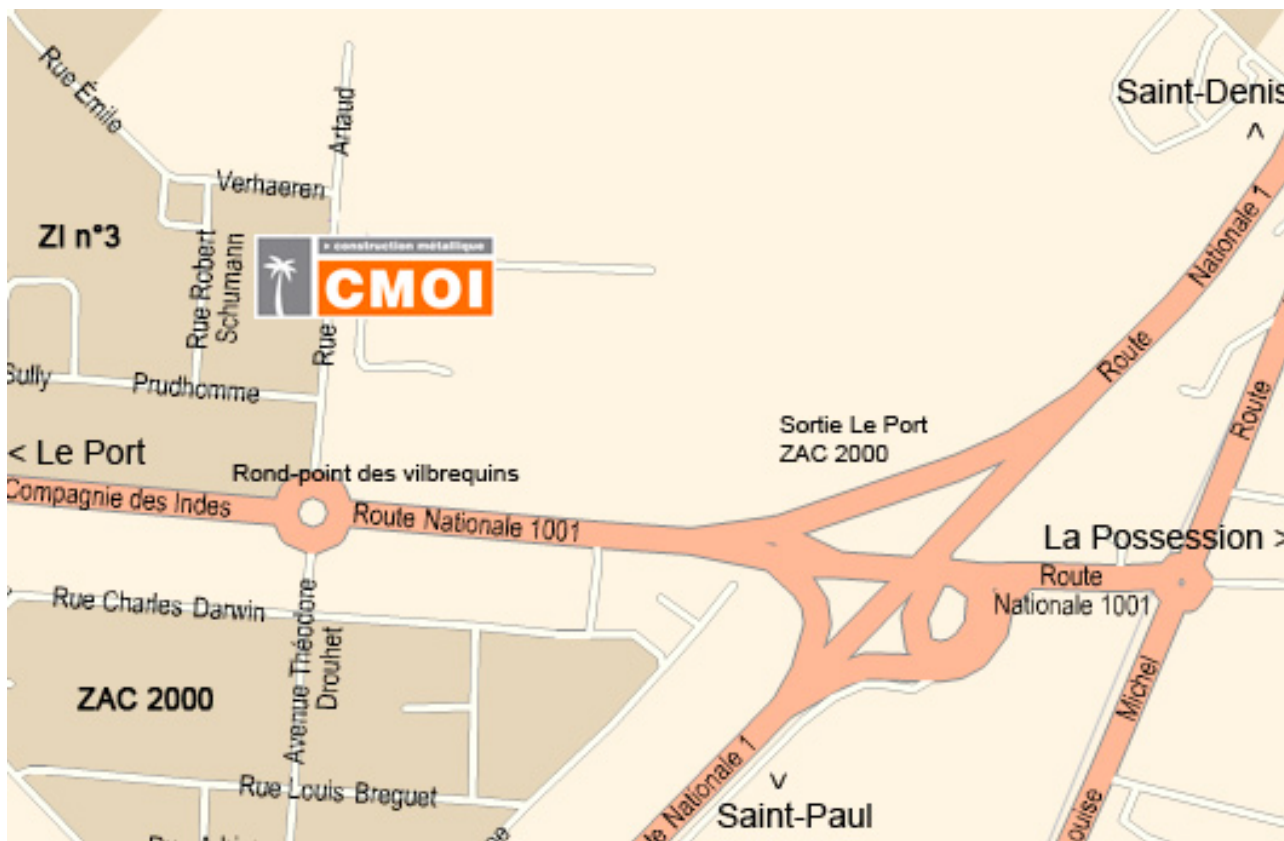 Rue Émile
Verhaeren
Rue
Artaud
Saint-Denis
^
ZI n°3
Rue Robert
Schumann
› construction métallique
CMOI
Route
Nationale 1
Sully
Prudhomme
Sortie Le Port
ZAC 2000
Route
< Le Port
Rond-point des vilbrequins
Compagnie des Indes
Route Nationale 1001
La Possession >
Route
Nationale 1001
Rue Charles Darwin
Avenue Théodore
Drouhet
ZAC 2000
Michel
Rue Louis Breguet
Nationale 1
v
Saint-Paul